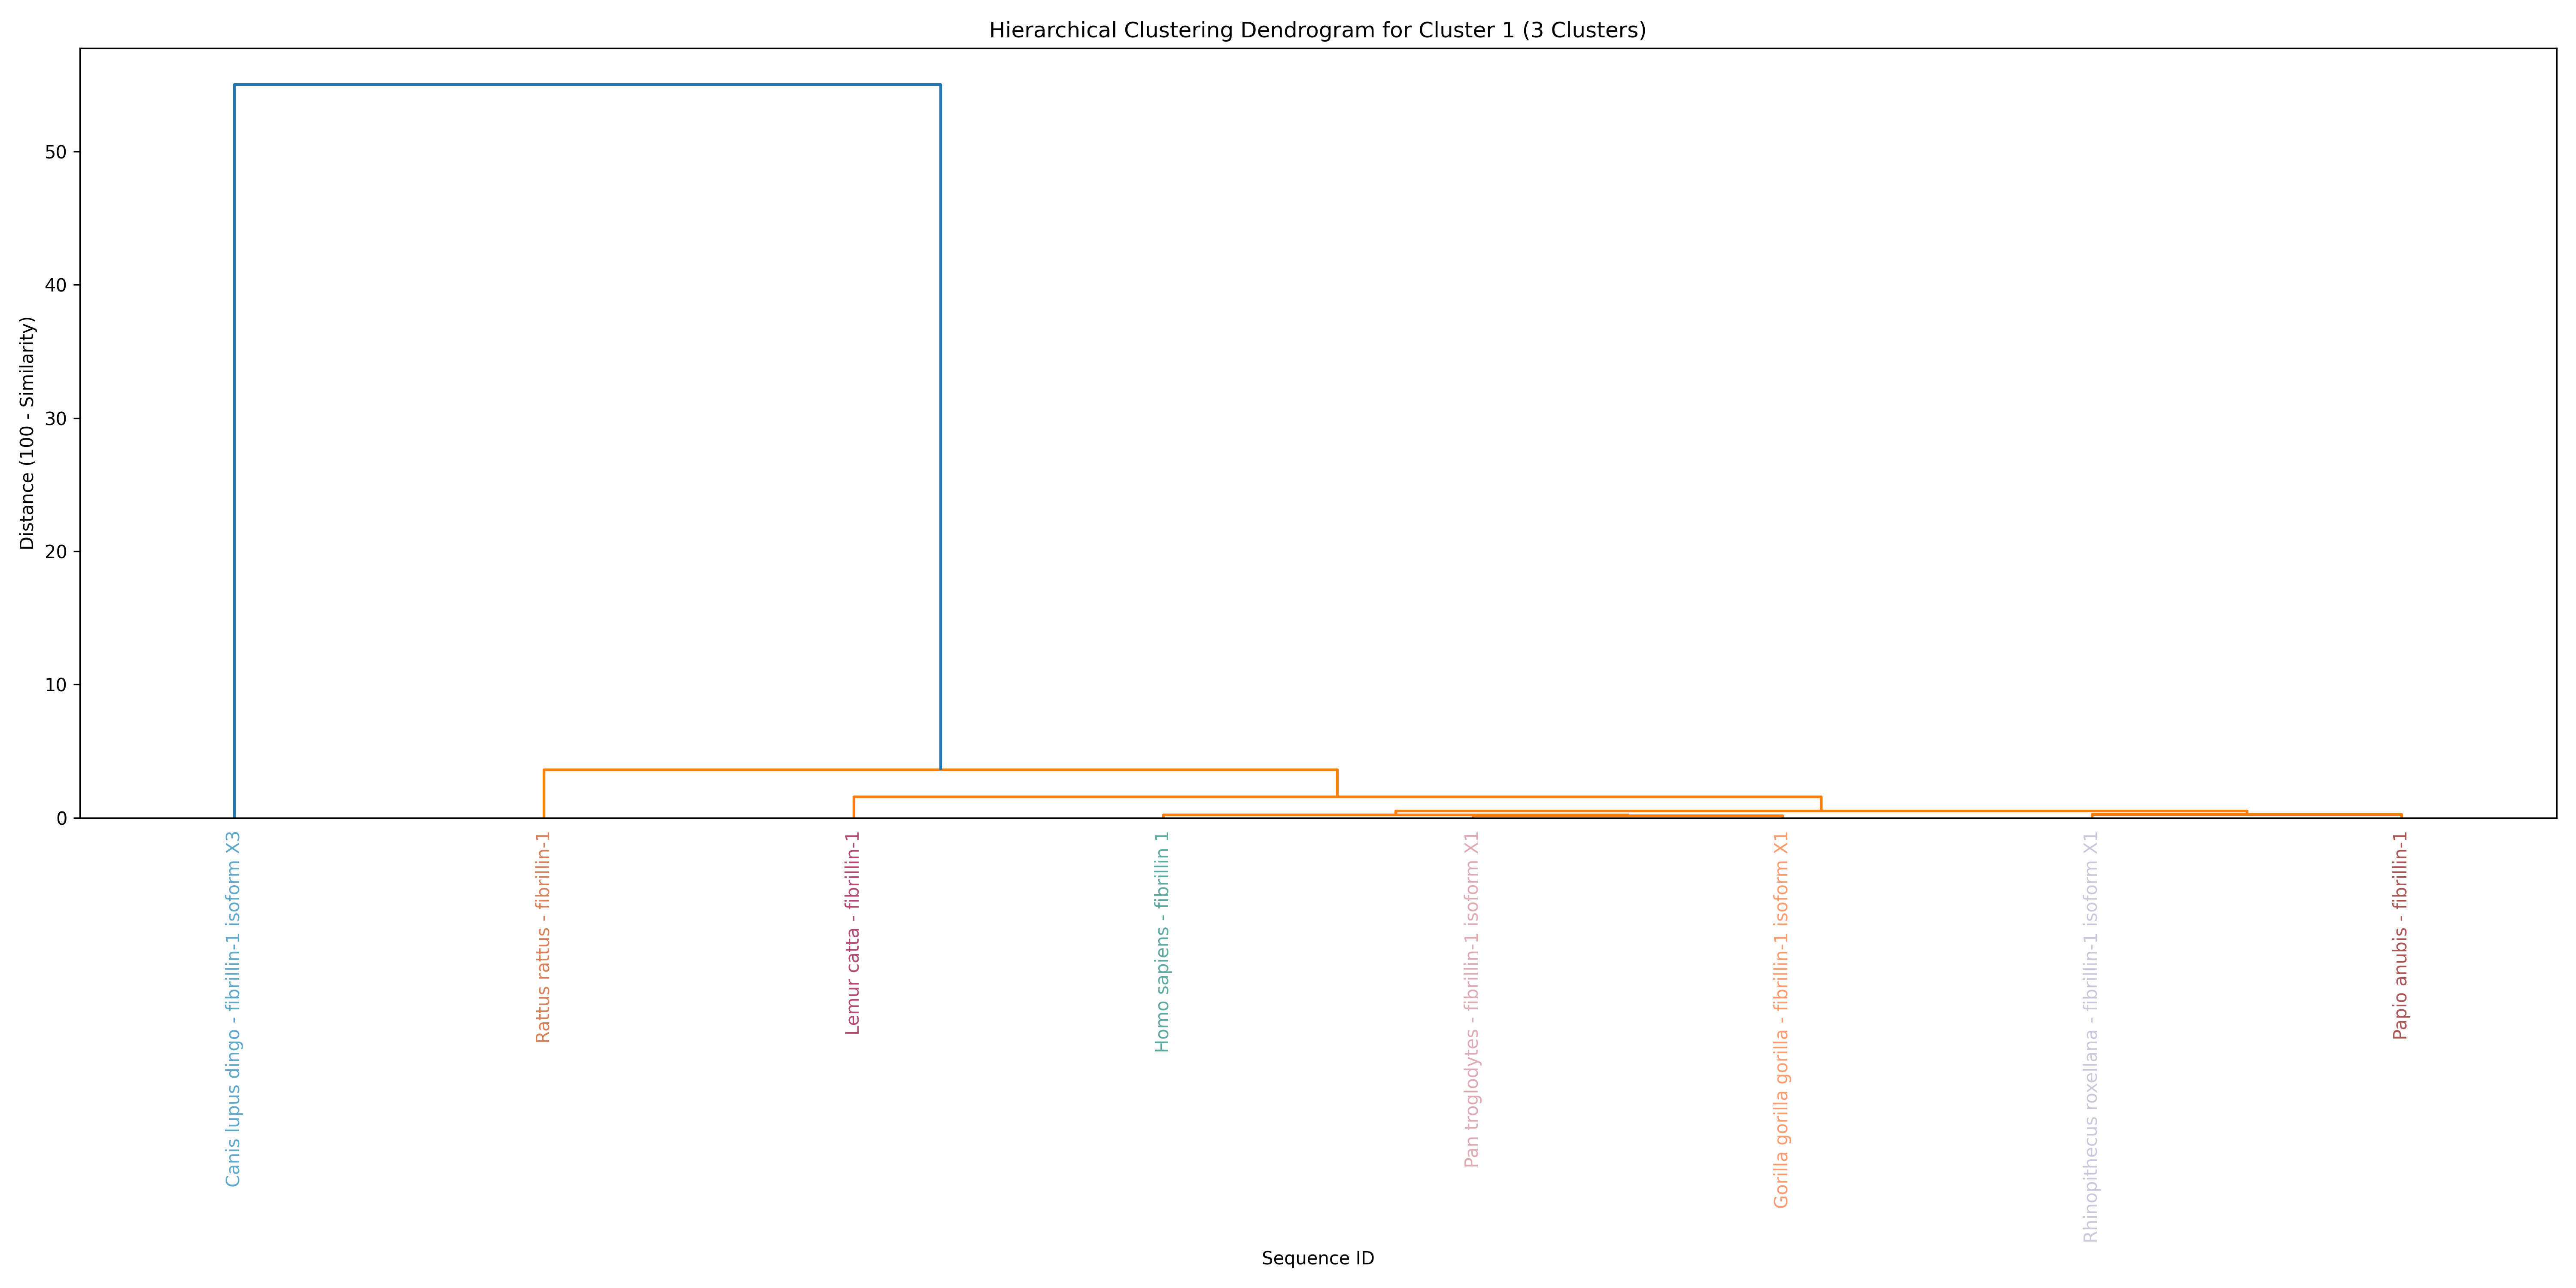 Hierarchical Clustering Dendrogram for Cluster 1 (3 Clusters)
Distance (100 - Similarity)
50
40
30
20
10
0
Canis lupus dingo - fibrillin-1 isoform X3
Rattus rattus - fibrillin-1
Lemur catta - fibrillin-1
Homo sapiens - fibrillin 1
Pan troglodytes - fibrillin-1 isoform X1
Gorilla gorilla gorilla - fibrillin-1 isoform X1
Rhinopithecus roxellana - fibrillin-1 isoform X1
Papio anubis - fibrillin-1
Sequence ID